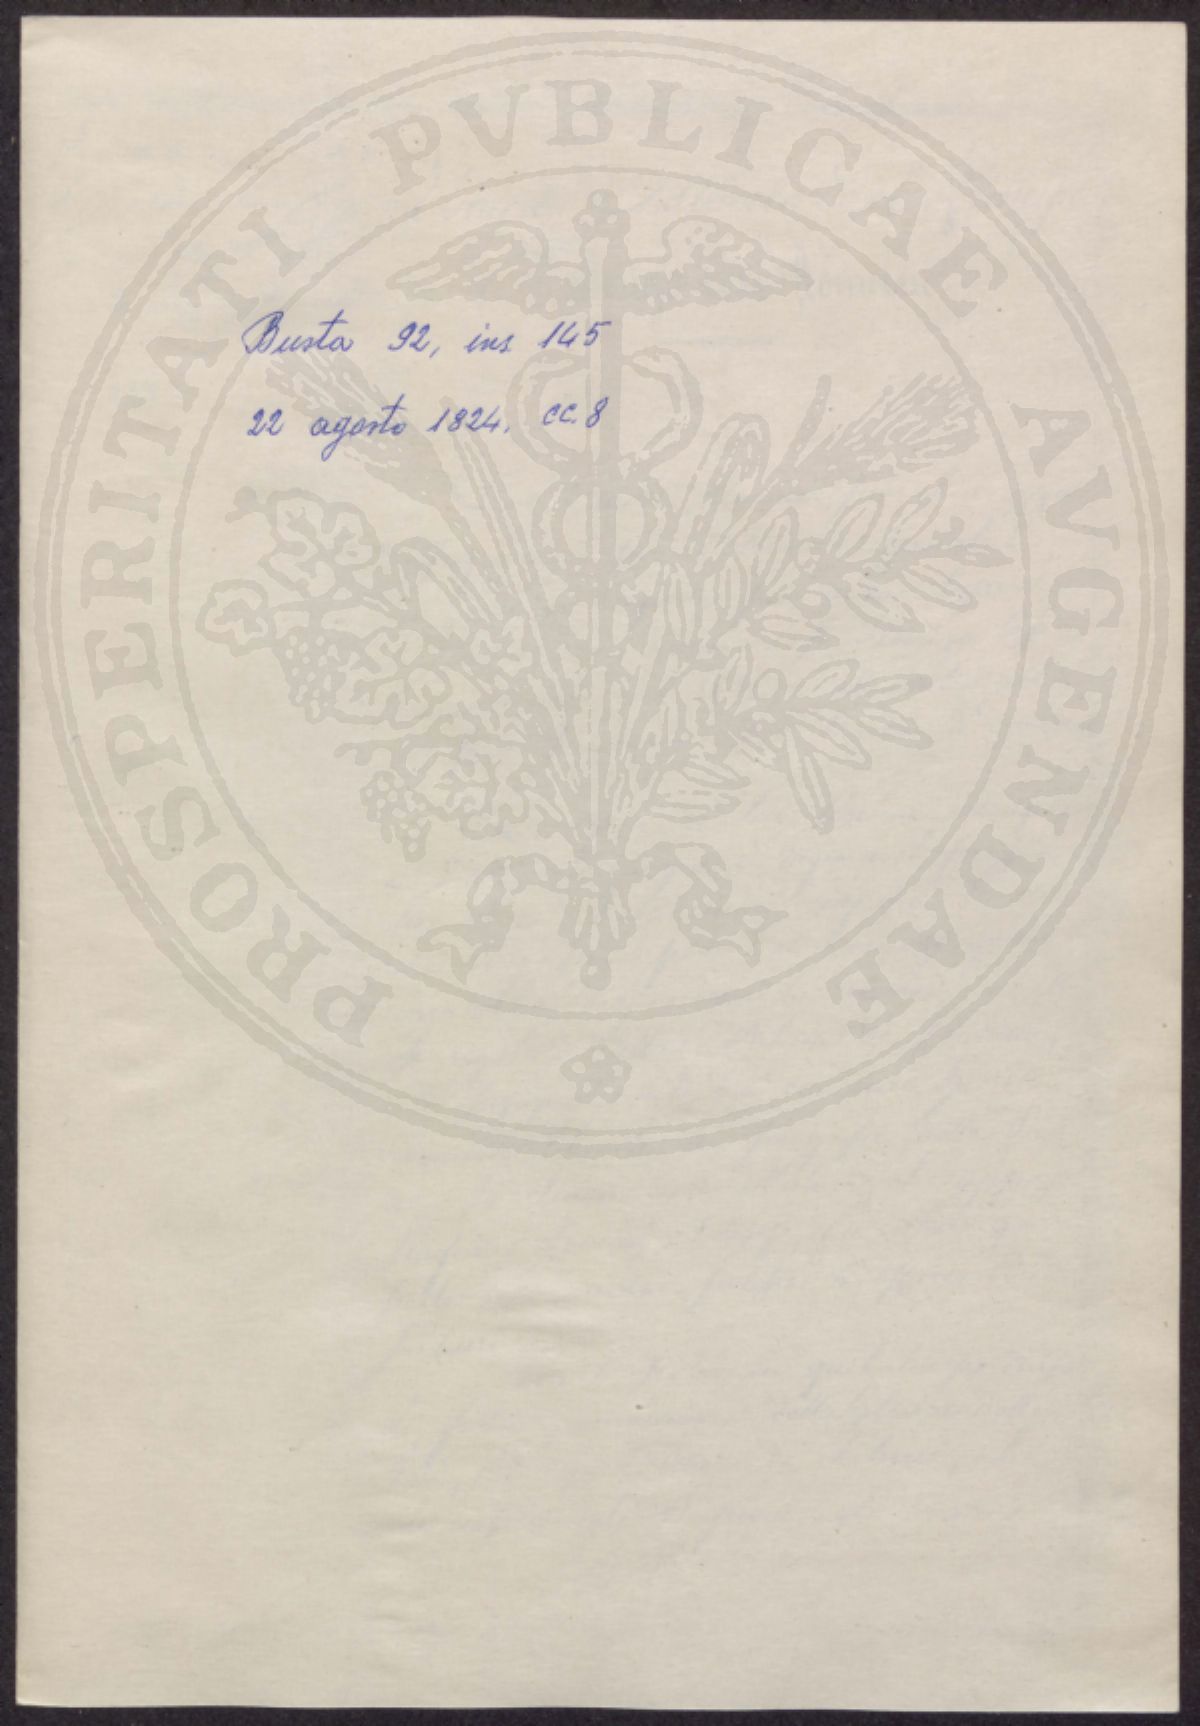 PROSPERITATI PVBLICAE AVGENDAE
Busta 92, ins 145
22 agosto 1824. cc. 8